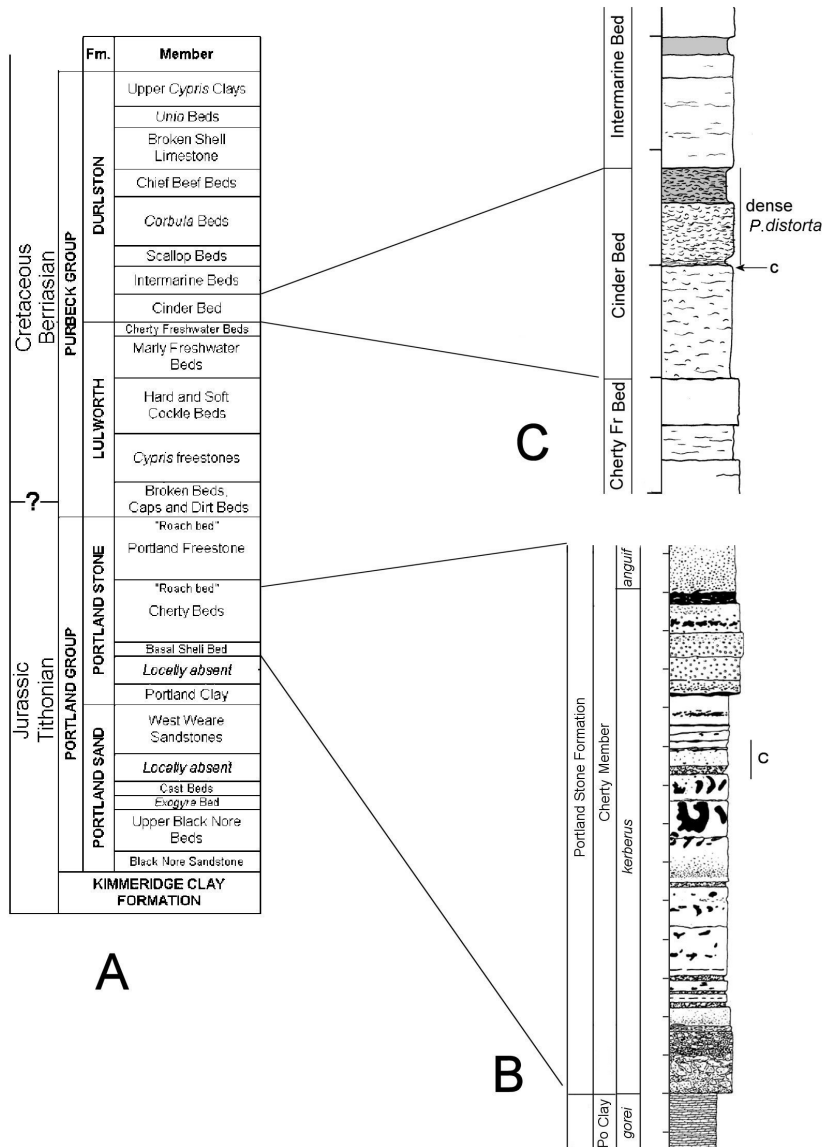 Fm.
Member
Cretaceous
Berriasian
?
Jurassic
Tithonian
PURBECK GROUP
PORTLAND GROUP
DURLSTON
LULWORTH
PORTLAND STONE
PORTLAND SAND
Upper Cypris Clays
Unio Beds
Broken Shell
Limestone
Chief Beef Beds
Corbula Beds
Scallop Beds
Intermarine Beds
Cinder Bed
Cherty Freshwater Beds
Marly Freshwater
Beds
Hard and Soft
Cockle Beds
Cypris freestones
Broken Beds,
Caps and Dirt Beds
"Roach bed"
Portland Freestone
"Roach bed"
Cherty Beds
Basal Shell Bed
Locally absent
Portland Clay
West Weare
Sandstones
Locally absent
Cast Beds
Exogyra Bed
Upper Black Nore
Beds
Black Nore Sandstone
KIMMERIDGE CLAY
FORMATION
A
Intermarine Bed
Cinder Bed
Cherty Fr Bed
dense
P.distorta
c
C
Portland Stone Formation
Cherty Member
Po Clay
anguif
kerberus
gorei
C
B